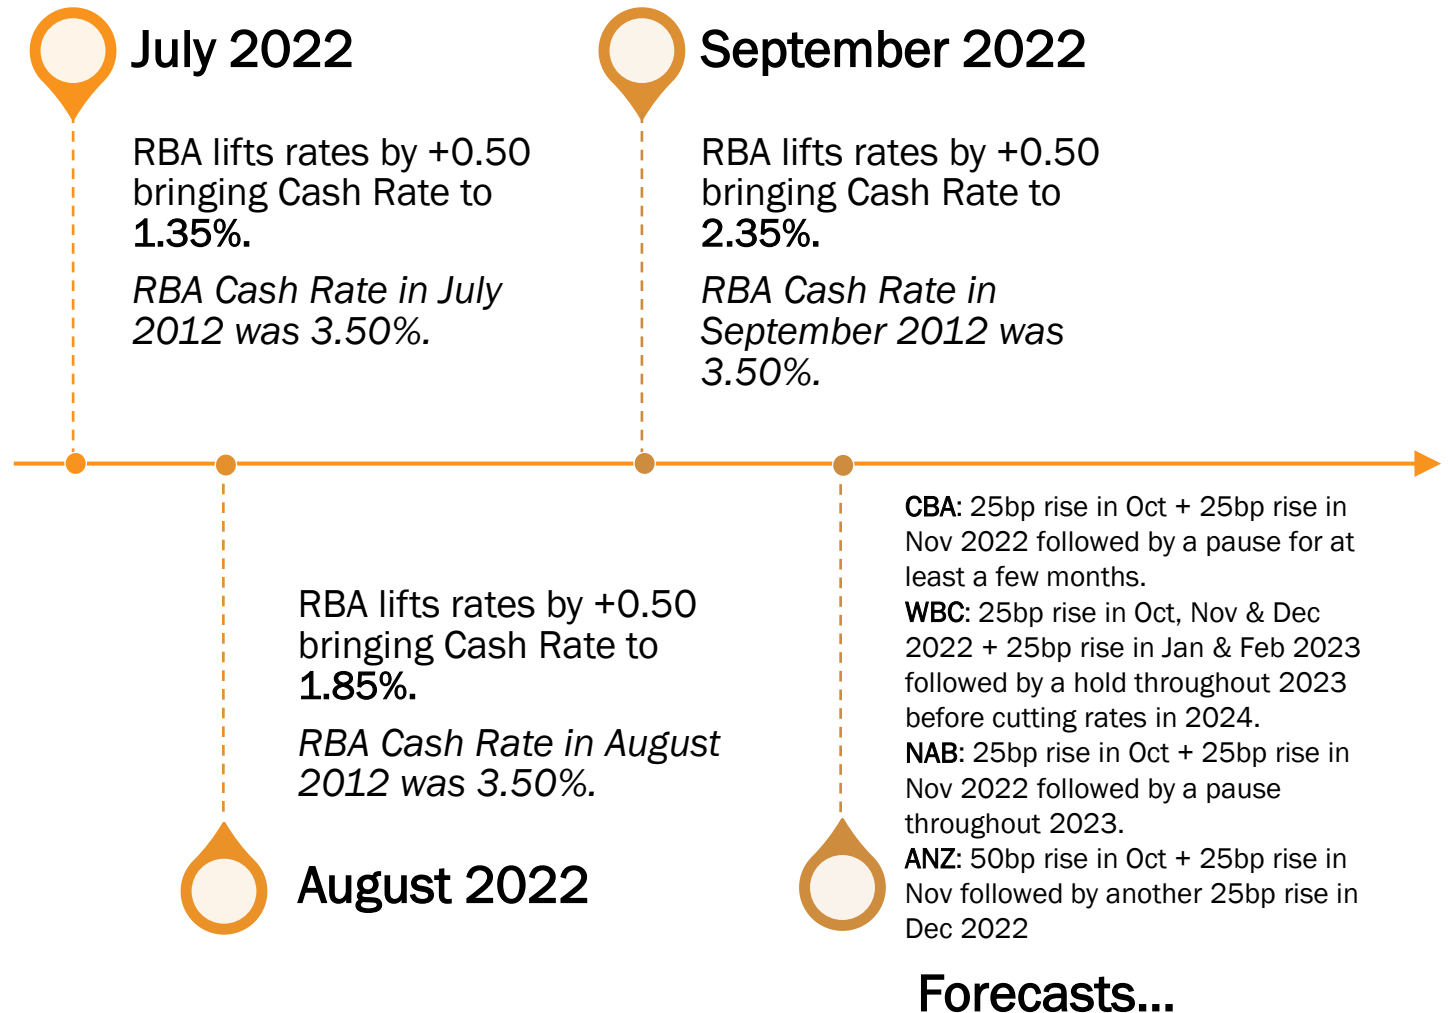 July 2022
RBA lifts rates by +0.50
bringing Cash Rate to
1.35%.
RBA Cash Rate in July
2012 was 3.50%.
September 2022
RBA lifts rates by +0.50
bringing Cash Rate to
2.35%.
RBA Cash Rate in
September 2012 was
3.50%.
RBA lifts rates by +0.50
bringing Cash Rate to
1.85%.
RBA Cash Rate in August
2012 was 3.50%.
August 2022
CBA: 25bp rise in Oct + 25bp rise in
Nov 2022 followed by a pause for at
least a few months.
WBC: 25bp rise in Oct, Nov & Dec
2022 + 25bp rise in Jan & Feb 2023
followed by a hold throughout 2023
before cutting rates in 2024.
NAB: 25bp rise in Oct + 25bp rise in
Nov 2022 followed by a pause
throughout 2023.
ANZ: 50bp rise in Oct + 25bp rise in
Nov followed by another 25bp rise in
Dec 2022
Forecasts...